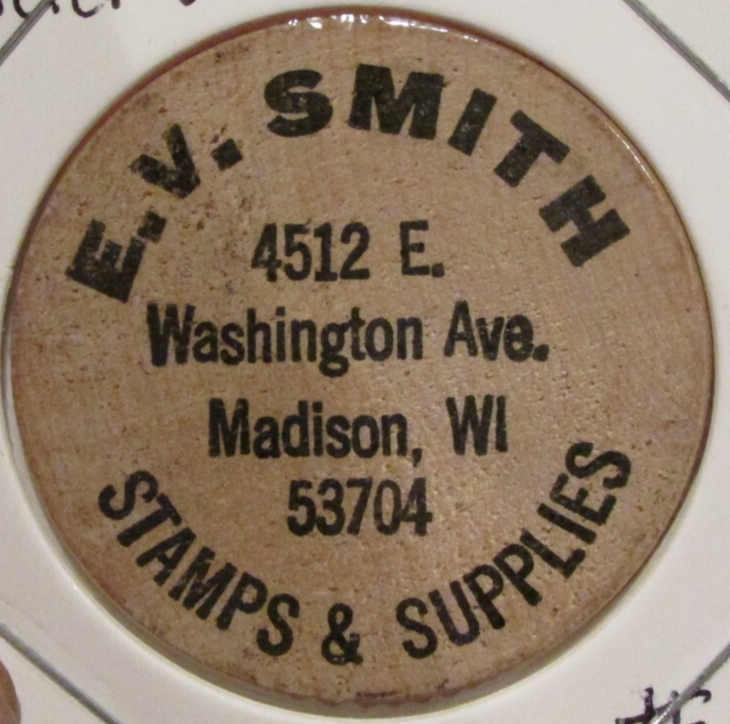 E.V. SMITH
4512 E.
Washington Ave.
Madison, WI
53704
STAMPS & SUPPLIES